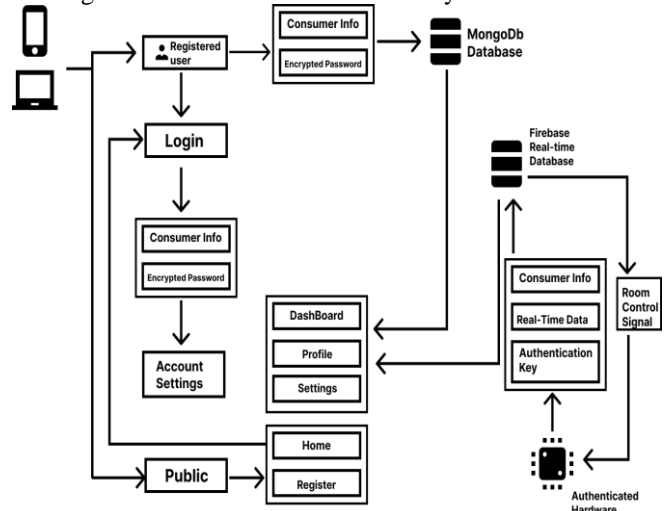 Registered
user
Consumer Info
Encrypted Password
MongoDb
Database
Login
Firebase
Real-time
Database
Consumer Info
Encrypted Password
Consumer Info
Real-Time Data
Authentication
Key
Room
Control
Signal
DashBoard
Profile
Settings
Account
Settings
Home
Register
Public
Authenticated
Hardware